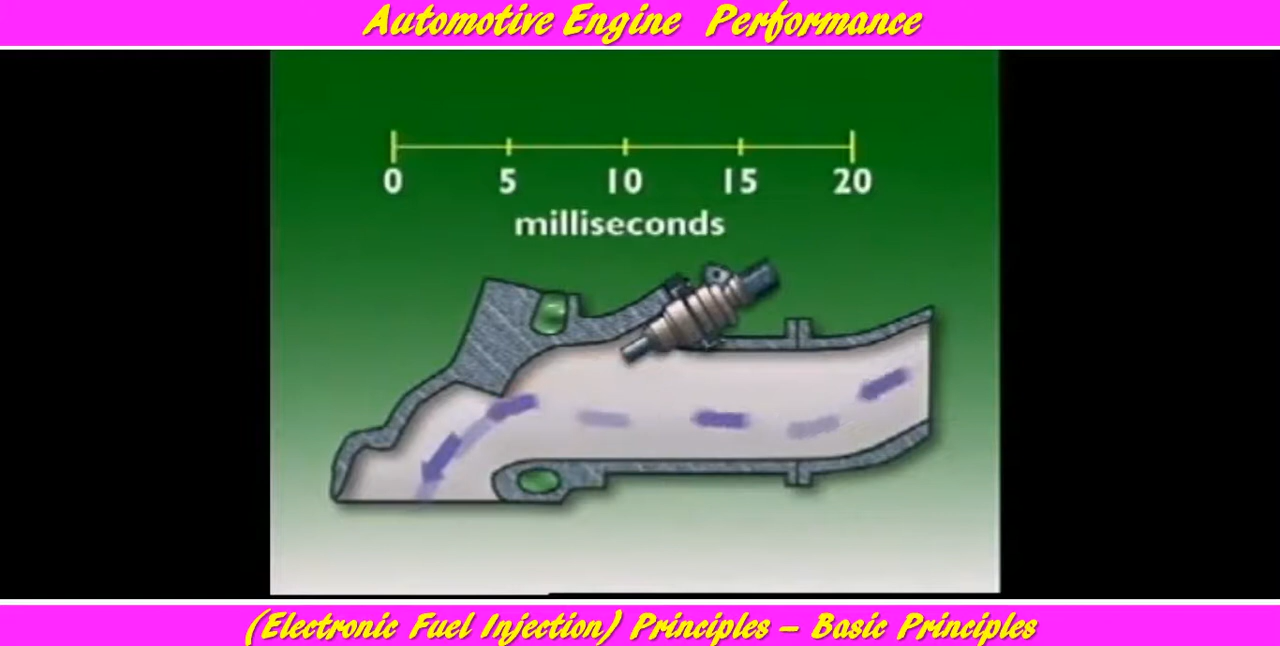 Automotive Engine Performance
0 5 10 15 20
milliseconds
(Electronic Fuel Injection) Principles – Basic Principles